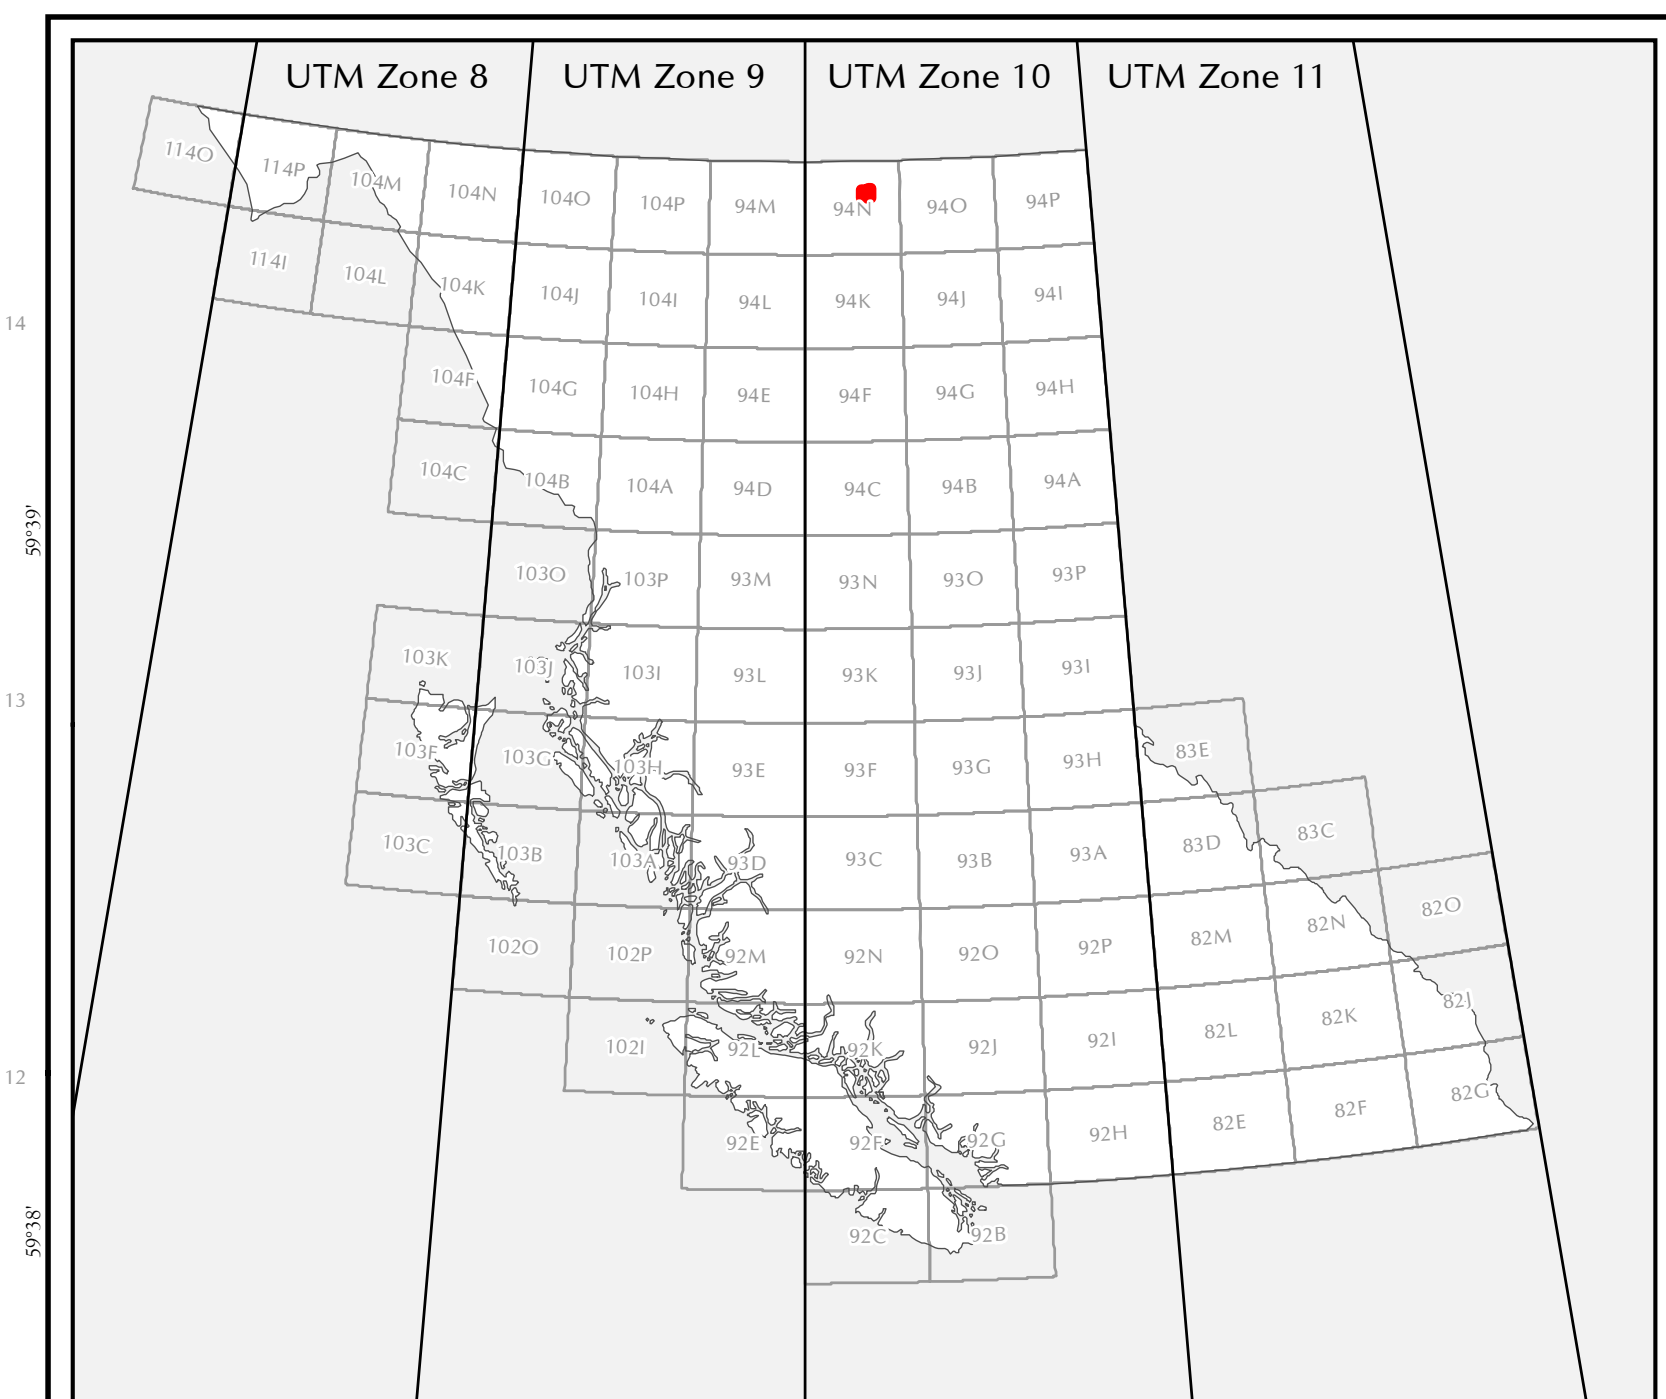 UTM Zone 8 UTM Zone 9 UTM Zone 10 UTM Zone 11
114O 114P 104M 104N 104O 104P 94M 94N 94O 94P
114I 104L 104K 104J 104I 94L 94K 94J 94I
14
104F 104G 104H 94E 94F 94G 94H
104C 104B 104A 94D 94C 94B 94A
59°39'
103O 103P 93M 93N 93O 93P
103K 103J 103I 93L 93K 93J 93I
13
103F 103G 103H 93E 93F 93G 93H 83E
103C 103B 103A 93D 93C 93B 93A 83D 83C
102O 102P 92M 92N 92O 92P 82M 82N 82O
102I 92L 92K 92J 92I 82L 82K 82J
12
92E 92F 92G 92H 82E 82F 82G
59°38'
92C 92B